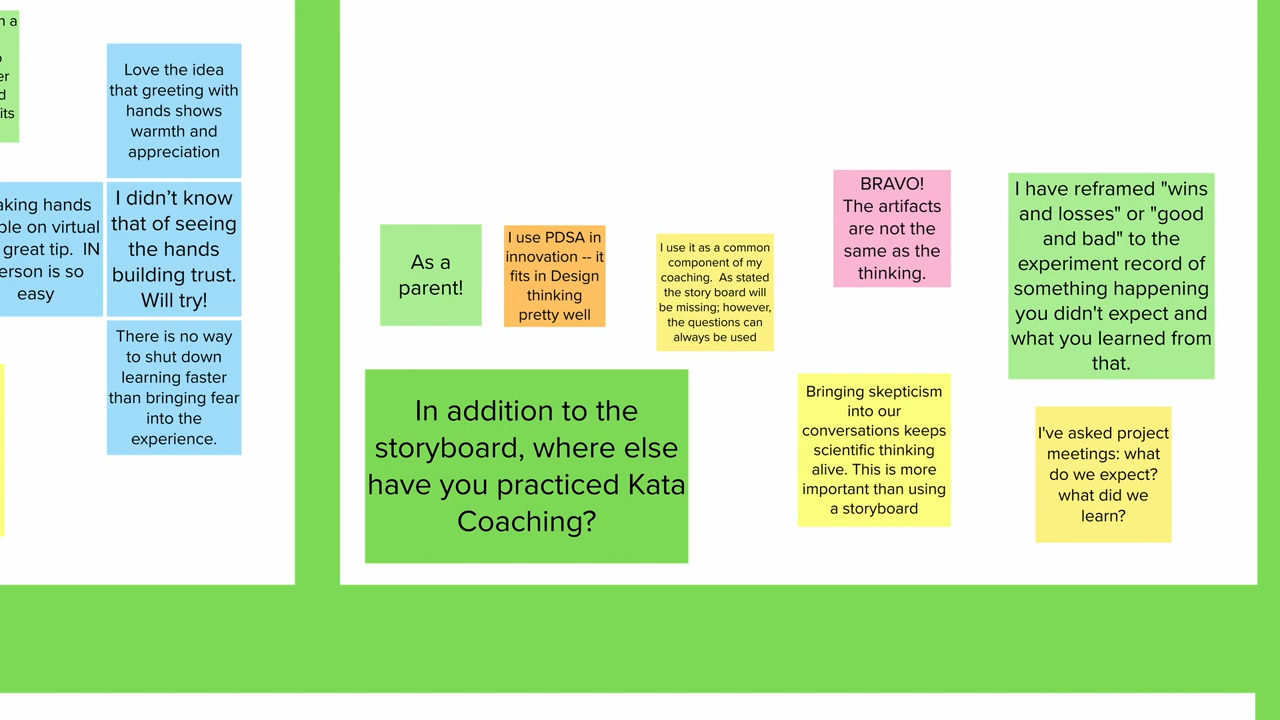 n a
er
d
its
Love the idea
that greeting with
hands shows
warmth and
appreciation
aking hands
ble on virtual
great tip. IN
erson is so
easy
I didn’t know
that of seeing
the hands
building trust.
Will try!
There is no way
to shut down
learning faster
than bringing fear
into the
experience.
As a
parent!
I use PDSA in
innovation -- it
fits in Design
thinking
pretty well
I use it as a common
component of my
coaching. As stated
the story board will
be missing; however,
the questions can
always be used
BRAVO!
The artifacts
are not the
same as the
thinking.
I have reframed "wins
and losses" or "good
and bad" to the
experiment record of
something happening
you didn't expect and
what you learned from
that.
In addition to the
storyboard, where else
have you practiced Kata
Coaching?
Bringing skepticism
into our
conversations keeps
scientific thinking
alive. This is more
important than using
a storyboard
I've asked project
meetings: what
do we expect?
what did we
learn?